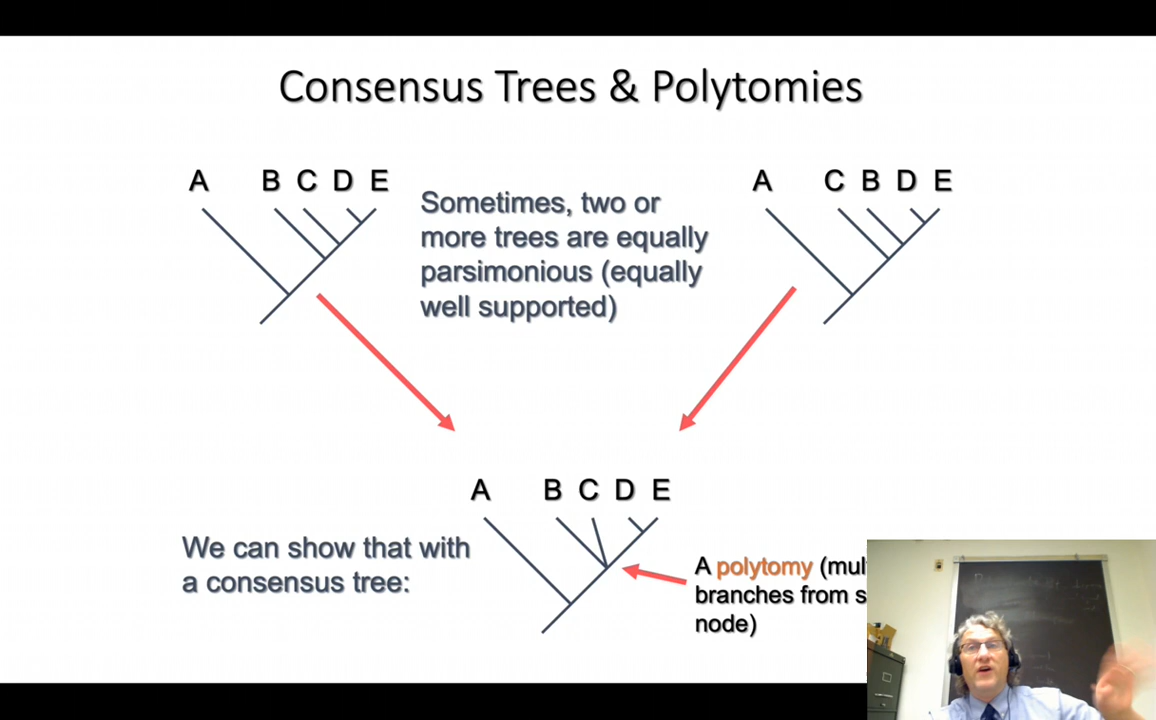 Consensus Trees & Polytomies
A B C D E
Sometimes, two or
more trees are equally
parsimonious (equally
well supported)
A C B D E
A B C D E
We can show that with
a consensus tree:
A polytomy (mul
branches from s
node)